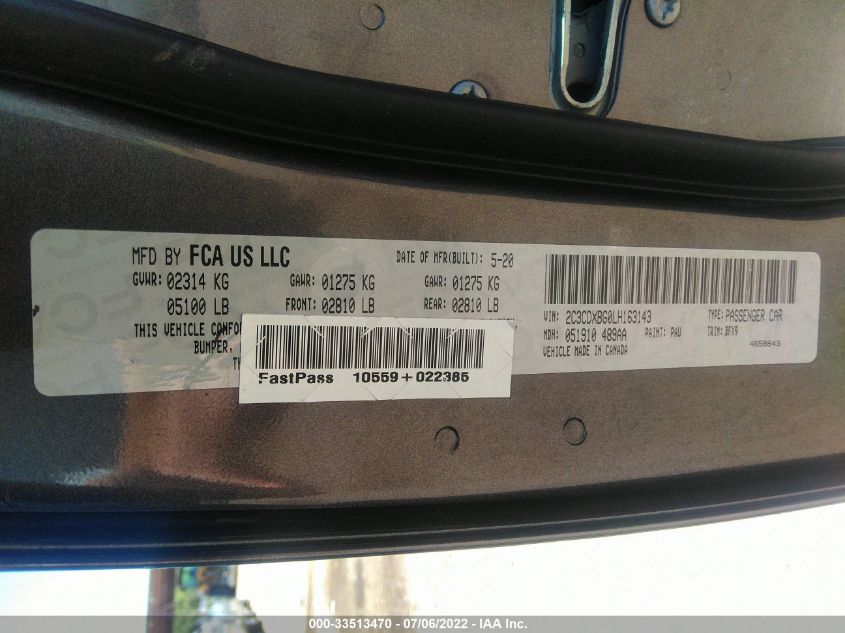 MFD BY FCA US LLC
DATE OF MFR(BUILT): 5-20
GVWR: 02314 KG GAWR: 01275 KG GAWR: 01275 KG
05100 LB FRONT: 02810 LB REAR: 02810 LB
THIS VEHICLE
BUMPER,
FastPass 10559+022385
VIN: 2C3CDXBG0LH163143 TYPE: PASSENGER CAR
MDH: 051910 489AA PAINT: PAU TRIM: BFX9
VEHICLE MADE IN CANADA 4658843
000-33513470 - 07/06/2022 - IAA Inc.